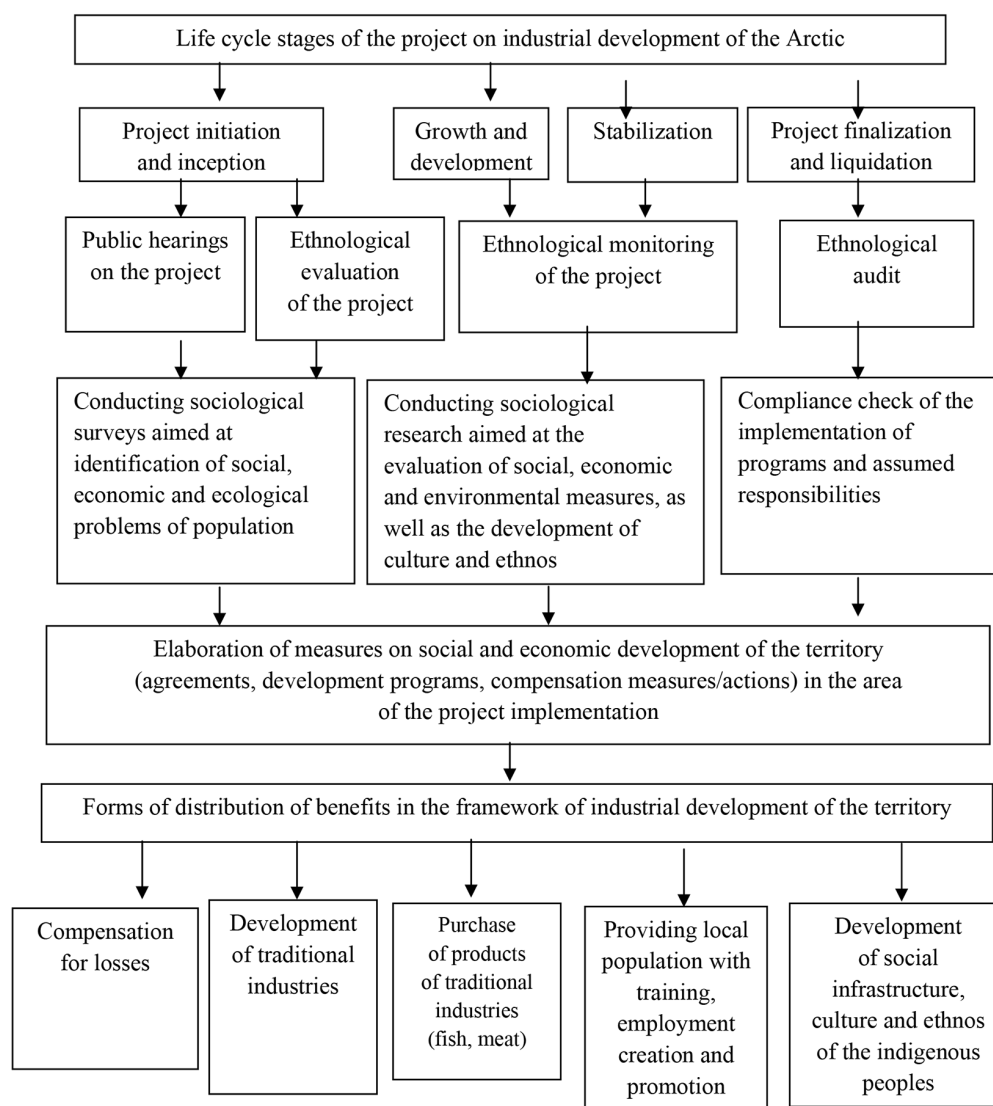 Life cycle stages of the project on industrial development of the Arctic
Project initiation
and inception
Growth and
development
Stabilization
Project finalization
and liquidation
Public hearings
on the project
Ethnological
evaluation
of the project
Ethnological monitoring
of the project
Ethnological
audit
Conducting sociological
surveys aimed at
identification of social,
economic and ecological
problems of population
Conducting sociological
research aimed at the
evaluation of social, economic
and environmental measures, as
well as the development of
culture and ethnos
Compliance check of the
implementation of
programs and assumed
responsibilities
Elaboration of measures on social and economic development of the territory
(agreements, development programs, compensation measures/actions) in the area
of the project implementation
Forms of distribution of benefits in the framework of industrial development of the territory
Compensation
for losses
Development
of traditional
industries
Purchase
of products
of traditional
industries
(fish, meat)
Providing local
population with
training,
employment
creation and
promotion
Development
of social
infrastructure,
culture and ethnos
of the indigenous
peoples